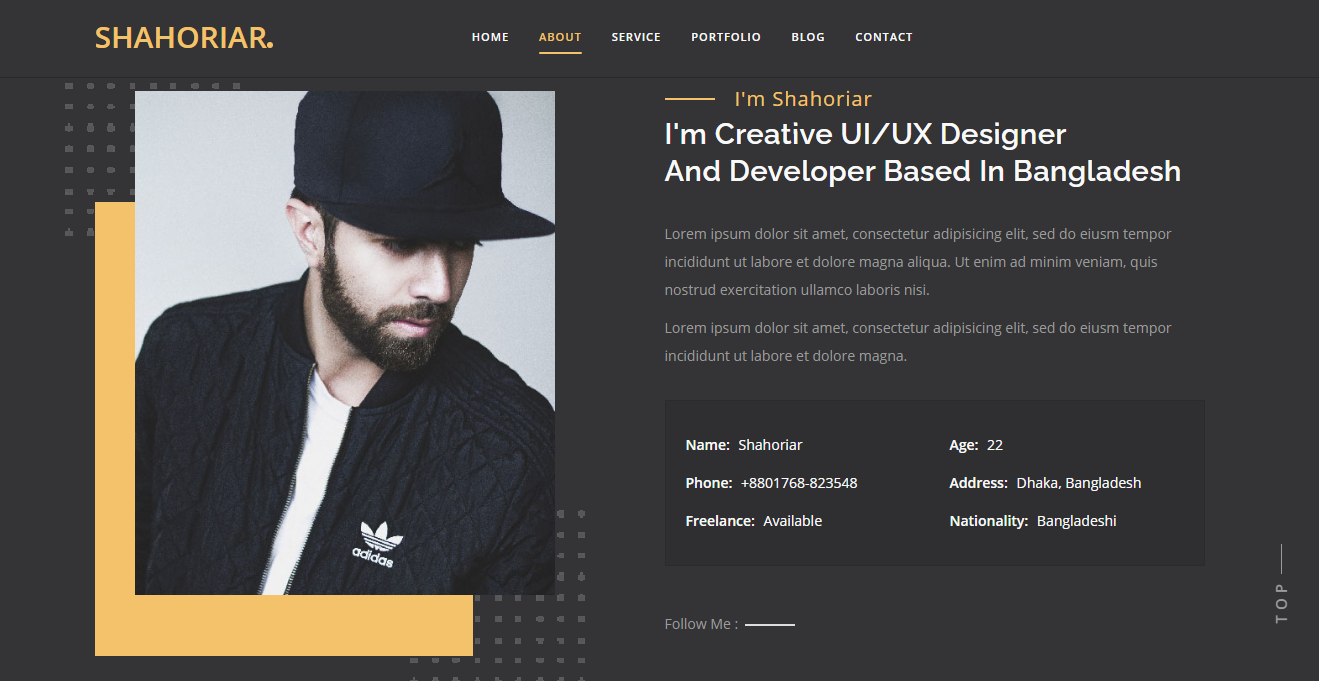 SHAHORIAR.
HOME ABOUT SERVICE PORTFOLIO BLOG CONTACT
I'm Shahoriar
I'm Creative UI/UX Designer
And Developer Based In Bangladesh
Lorem ipsum dolor sit amet, consectetur adipisicing elit, sed do eiusm tempor
incididunt ut labore et dolore magna aliqua. Ut enim ad minim veniam, quis
nostrud exercitation ullamco laboris nisi.
Lorem ipsum dolor sit amet, consectetur adipisicing elit, sed do eiusm tempor
incididunt ut labore et dolore magna.
Name: Shahoriar
Age: 22
Phone: +8801768-823548
Address: Dhaka, Bangladesh
Freelance: Available
Nationality: Bangladeshi
Follow Me :
TOP
adidas